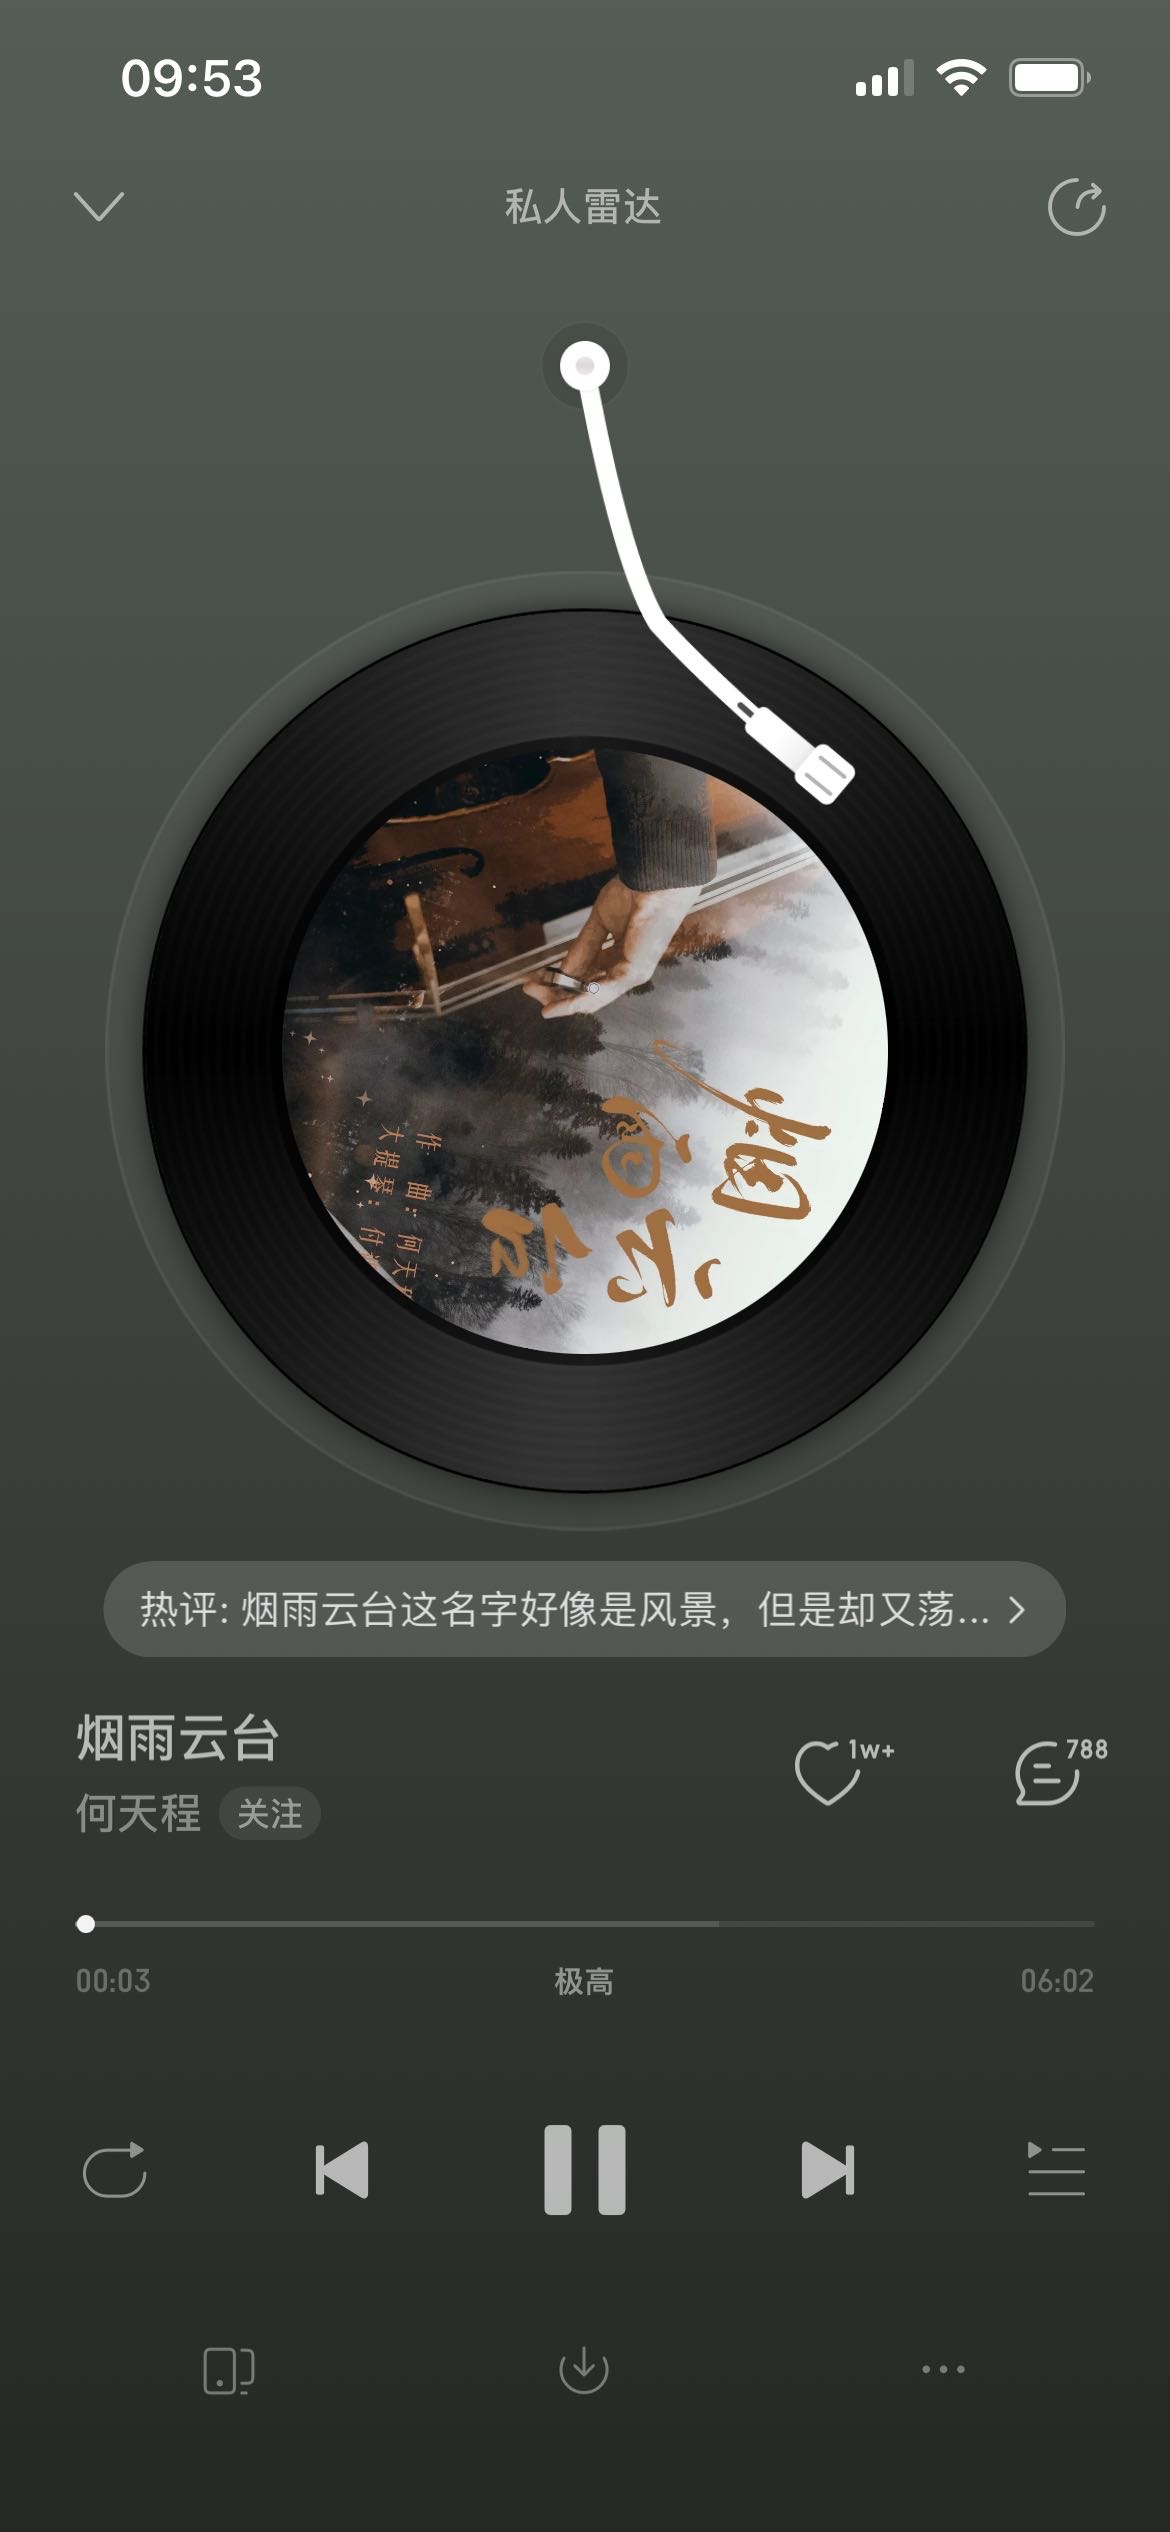 09:53
私人雷达
烟雨云台
作 曲：何天
大提琴：付
热评: 烟雨云台这名字好像是风景，但是却又荡...
烟雨云台
1w+
788
何天程
关注
00:03
极高
06:02